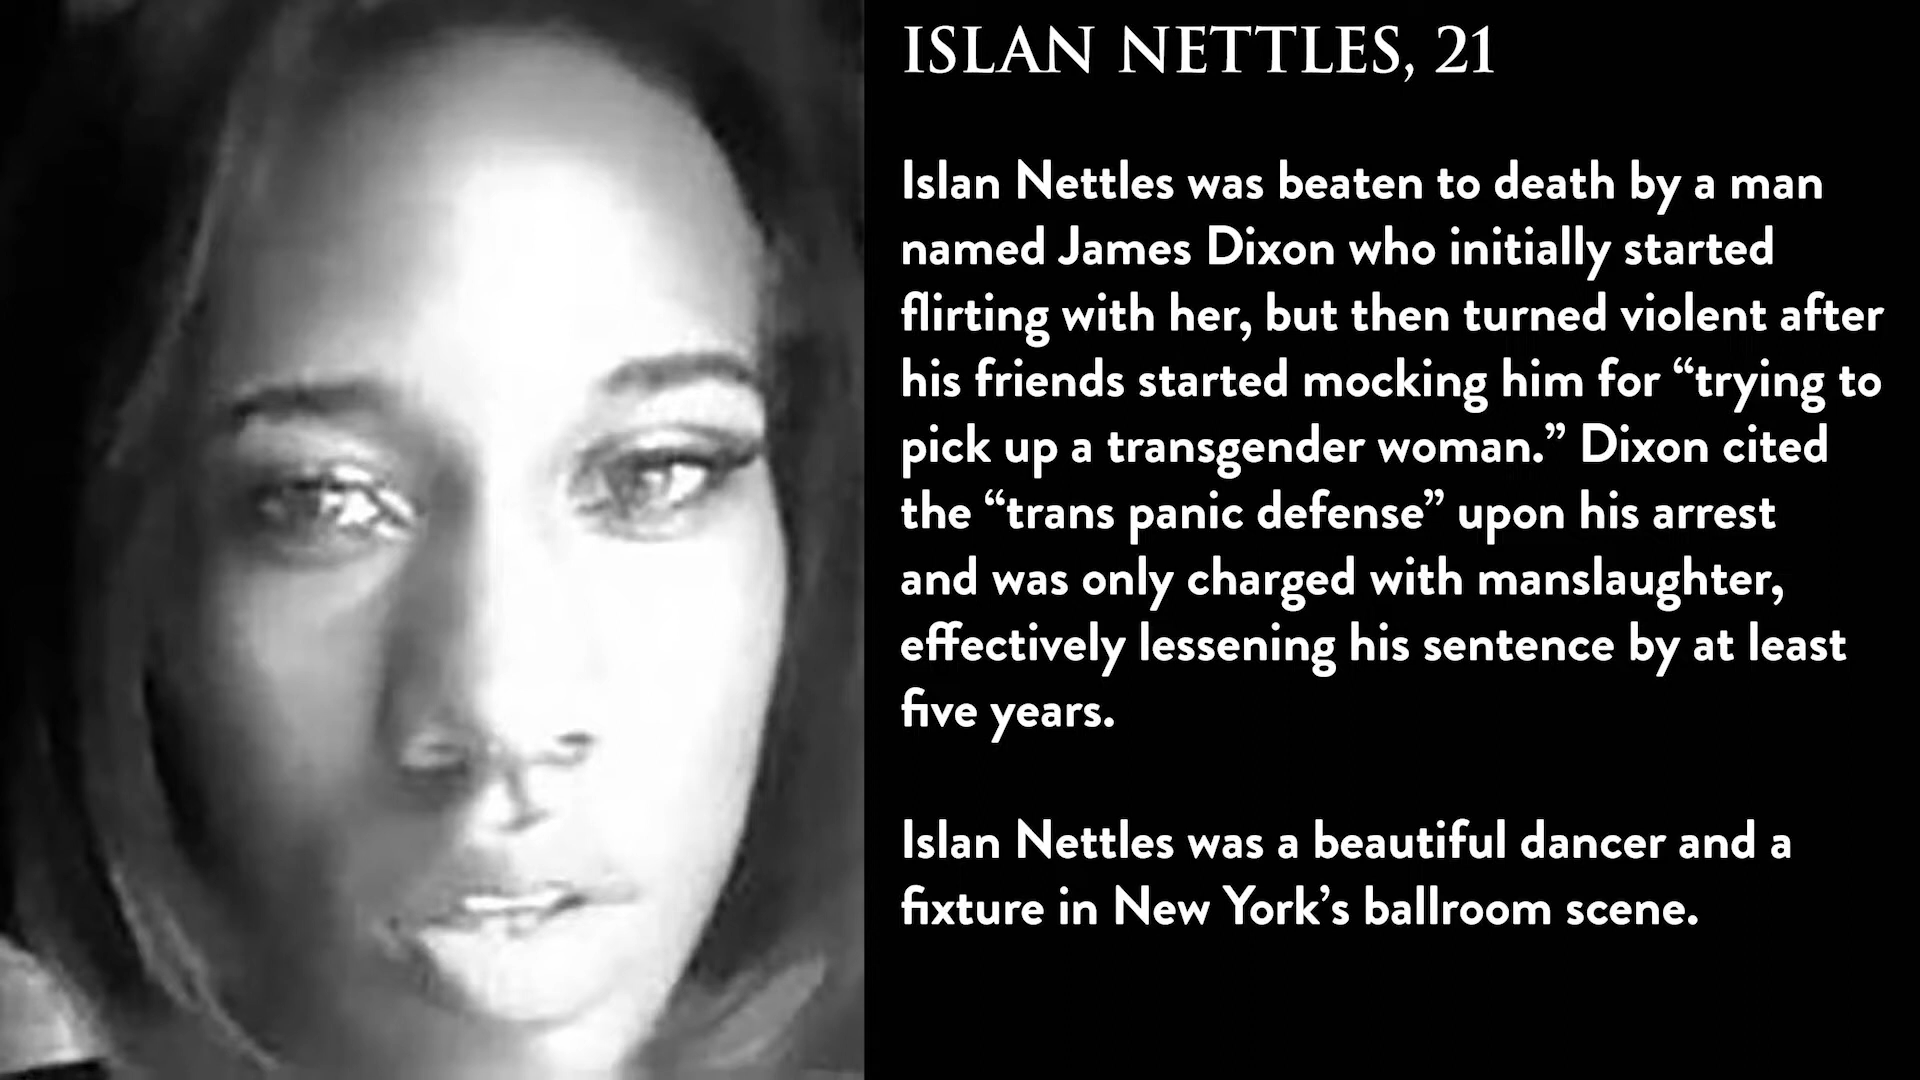 ISLAN NETTLES, 21
Islan Nettles was beaten to death by a man
named James Dixon who initially started
flirting with her, but then turned violent after
his friends started mocking him for “trying to
pick up a transgender woman.” Dixon cited
the “trans panic defense” upon his arrest
and was only charged with manslaughter,
effectively lessening his sentence by at least
five years.
Islan Nettles was a beautiful dancer and a
fixture in New York’s ballroom scene.